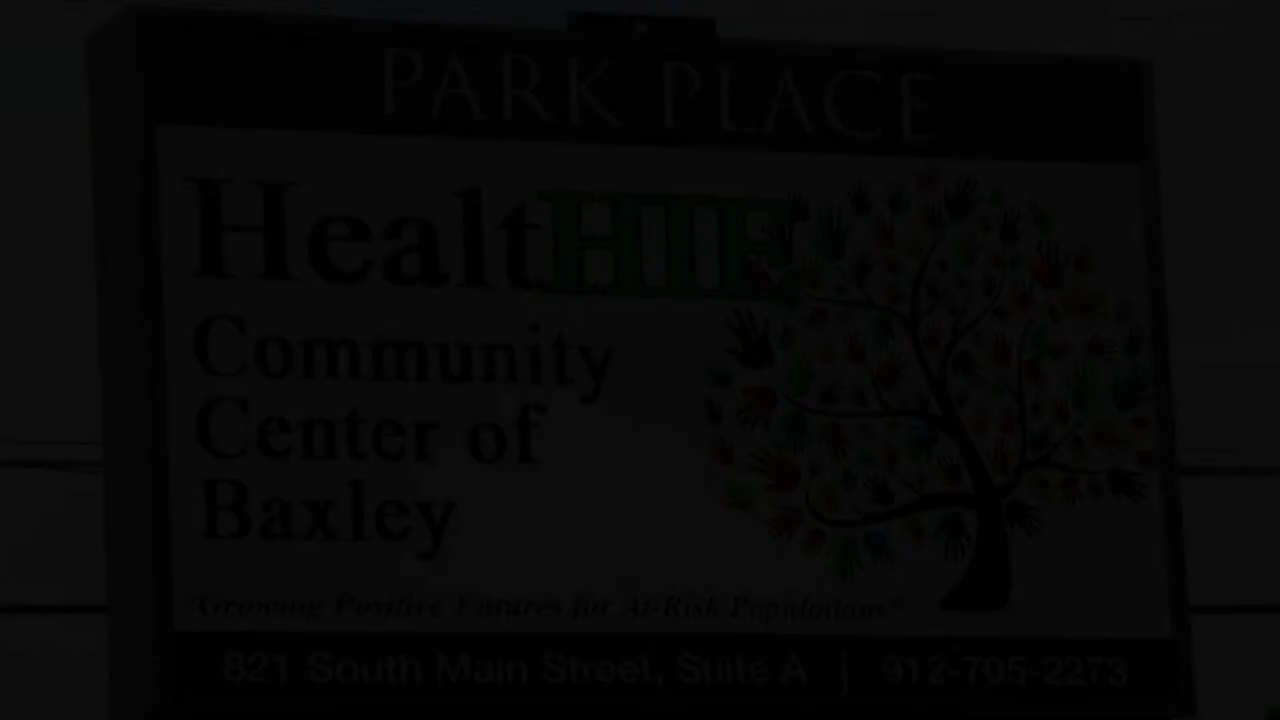 PARK PLACE
HealtHIE
Community
Center of
Baxley
"Growing Positive Futures for At-Risk Populations"
821 South Main Street, Suite A | 912-705-2273